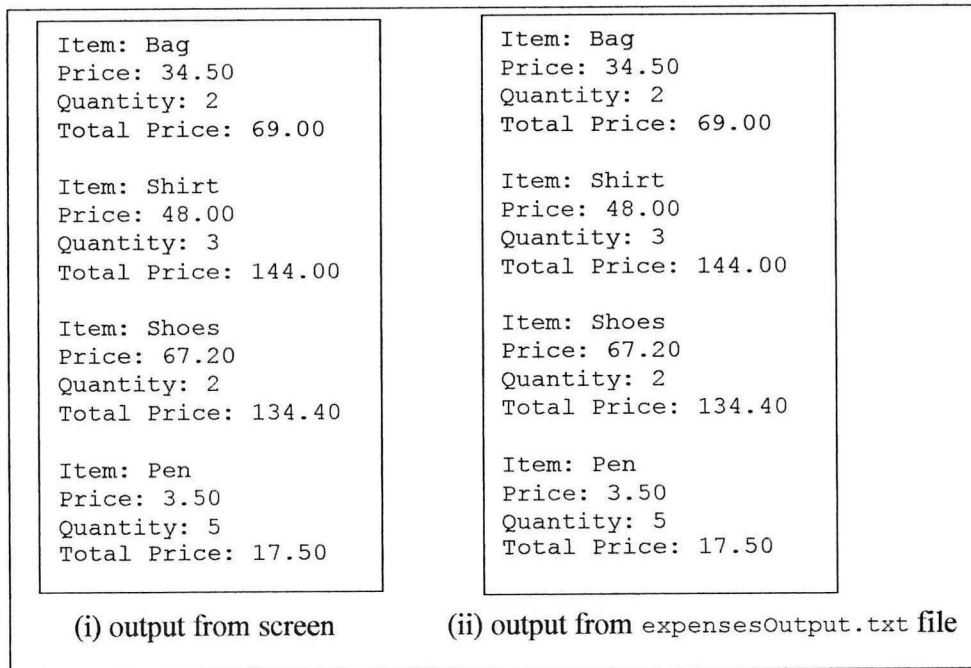 Item: Bag
Price: 34.50
Quantity: 2
Total Price: 69.00
Item: Shirt
Price: 48.00
Quantity: 3
Total Price: 144.00
Item: Shoes
Price: 67.20
Quantity: 2
Total Price: 134.40
Item: Pen
Price: 3.50
Quantity: 5
Total Price: 17.50
(i) output from screen
Item: Bag
Price: 34.50
Quantity: 2
Total Price: 69.00
Item: Shirt
Price: 48.00
Quantity: 3
Total Price: 144.00
Item: Shoes
Price: 67.20
Quantity: 2
Total Price: 134.40
Item: Pen
Price: 3.50
Quantity: 5
Total Price: 17.50
(ii) output from expensesOutput.txt file